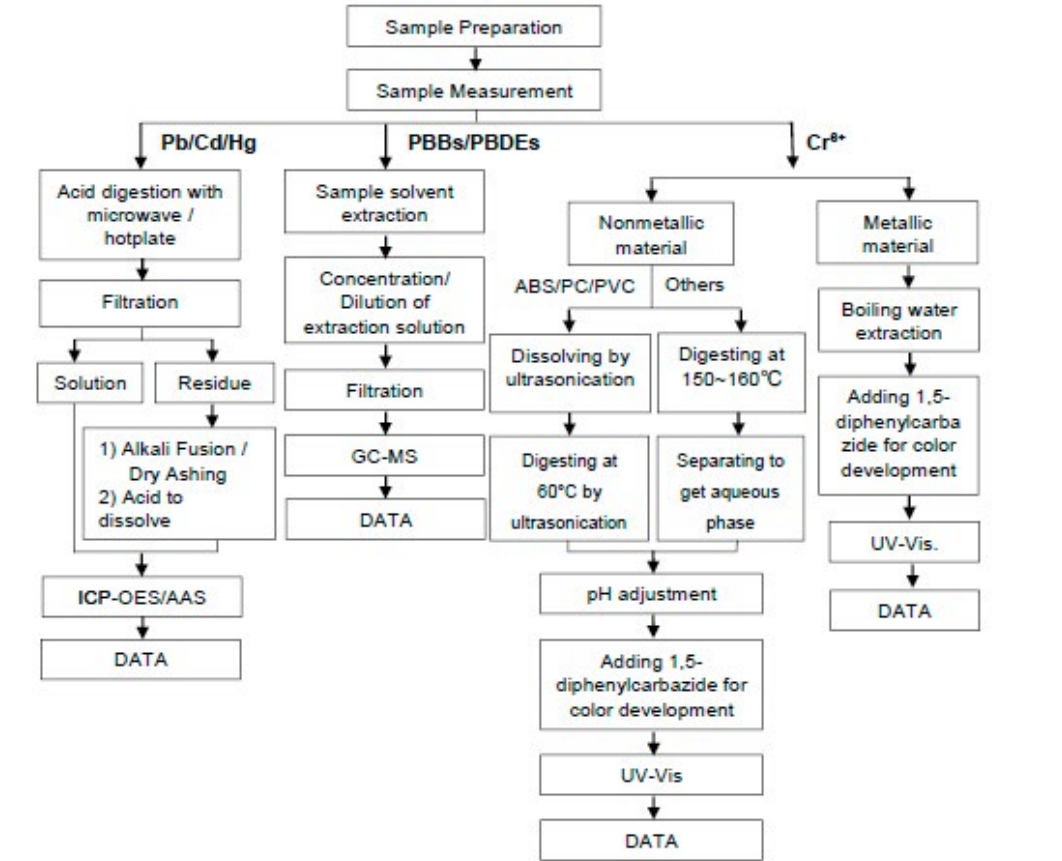 Sample Preparation
Sample Measurement
Pb/Cd/Hg
PBBs/PBDEs
Cr⁶⁺
Acid digestion with
microwave /
hotplate
Filtration
Solution
Residue
1) Alkali Fusion /
Dry Ashing
2) Acid to
dissolve
ICP-OES/AAS
DATA
Sample solvent
extraction
Concentration/
Dilution of
extraction solution
Filtration
GC-MS
DATA
Nonmetallic
material
ABS/PC/PVC
Others
Dissolving by
ultrasonication
Digesting at
60°C by
ultrasonication
Digesting at
150~160℃
Separating to
get aqueous
phase
pH adjustment
Adding 1,5-
diphenylcarbazide for
color development
UV-Vis
DATA
Metallic
material
Boiling water
extraction
Adding 1,5-
diphenylcarba
zide for color
development
UV-Vis.
DATA